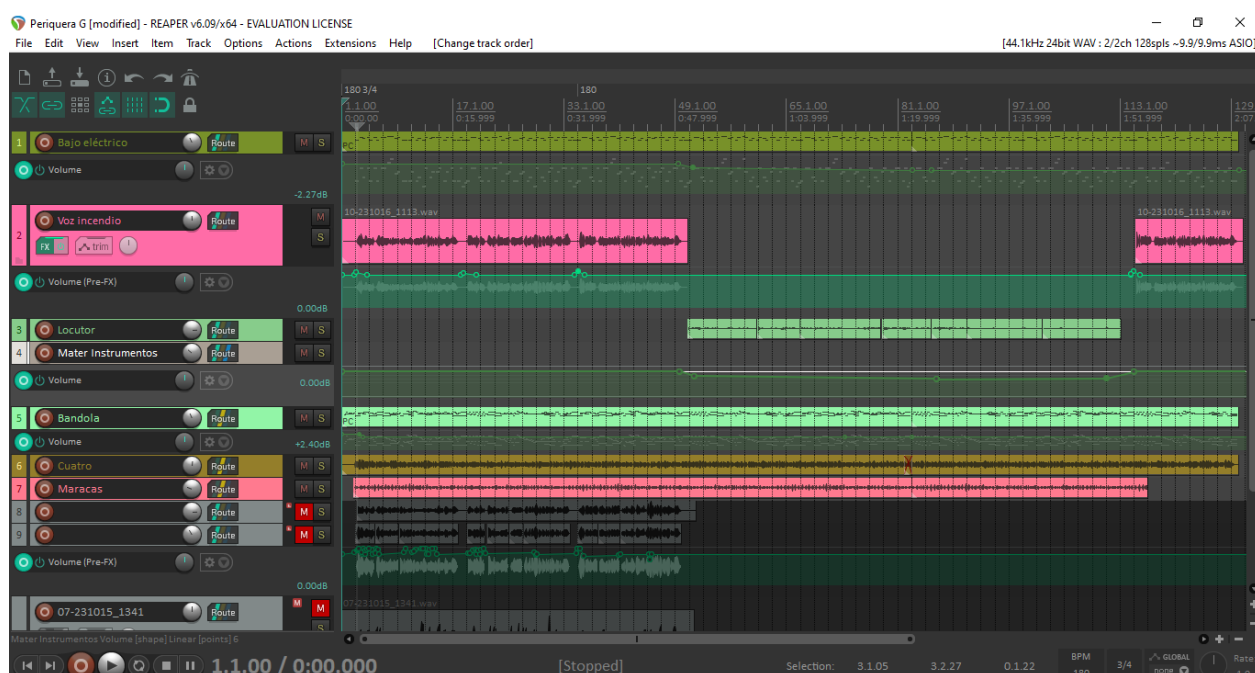 Periquera G [modified] - REAPER v6.09/x64 - EVALUATION LICENSE
File Edit View Insert Item Track Options Actions Extensions Help [Change track order] [44.1kHz 24bit WAV : 2/2ch 128spls ~9.9/9.9ms ASIO]
180 3/4 180
1.1.00 17.1.00 33.1.00 49.1.00 65.1.00 81.1.00 97.1.00 113.1.00 129
0:00.00 0:15.999 0:31.999 0:47.999 1:03.999 1:19.999 1:35.999 1:51.999 2:07
1 Bajo eléctrico Route M S PC
Volume
-2.27dB
10-231016_1113.wav 10-231016_1113.wav
2 Voz incendio Route M
FX trim S
Volume (Pre-FX)
0.00dB
3 Locutor Route M S
4 Mater Instrumentos Route M S
Volume 0.00dB
5 Bandola Route M S PC
Volume +2.40dB
6 Cuatro Route M S
7 Maracas Route M S
8 Route M S
9 Route M S
Volume (Pre-FX)
0.00dB
07-231015_1341 Route M M 07-231015_1341.wav
S
Mater Instrumentos Volume [shape] Linear [points] 6
1.1.00 / 0:00.000 [Stopped] Selection: 3.1.05 3.2.27 0.1.22 BPM 180 3/4 GLOBAL none Rate: